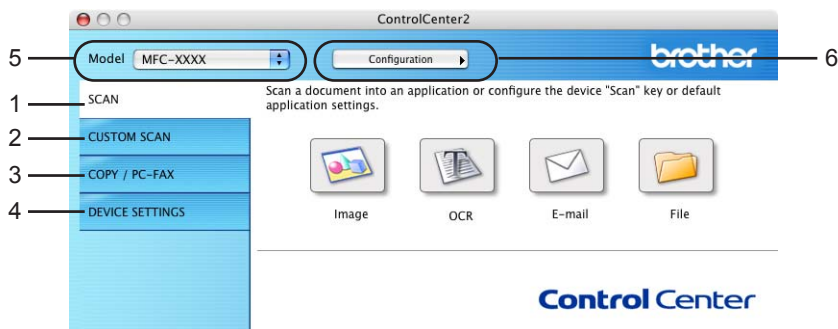 ControlCenter2
5 Model MFC-XXXX Configuration 6
brother
1 SCAN
Scan a document into an application or configure the device "Scan" key or default
application settings.
2 CUSTOM SCAN
3 COPY / PC-FAX
4 DEVICE SETTINGS
Image OCR E-mail File
Control Center